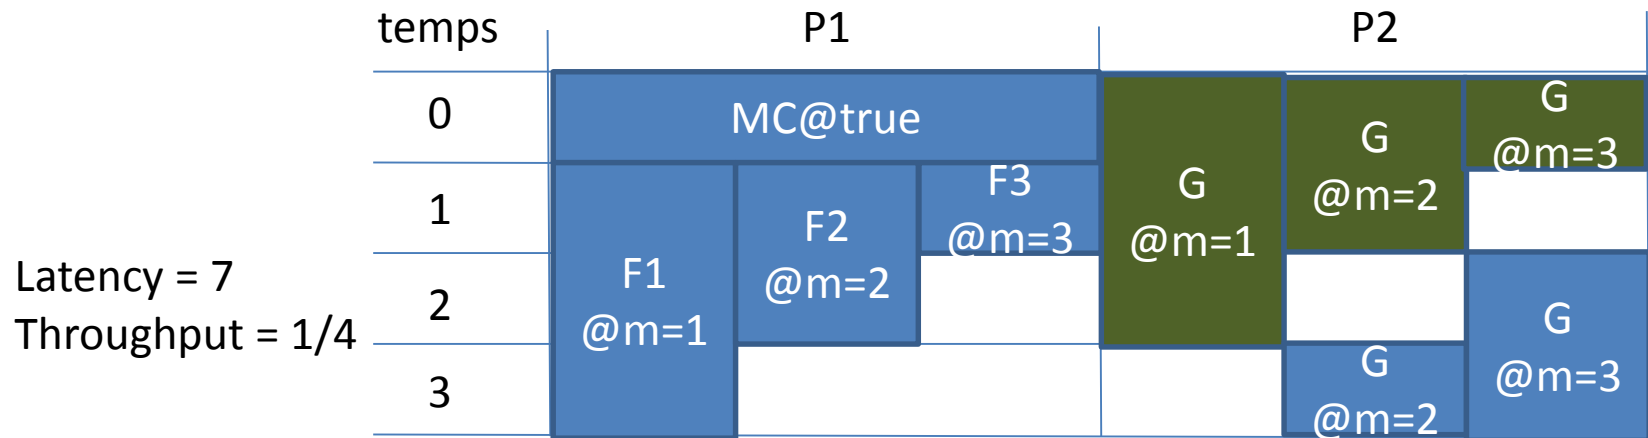 temps P1 P2
0
MC@true
G
@m=1
G
@m=2
G
@m=3
1
F1
@m=1
F2
@m=2
F3
@m=3
2
3
G
@m=2
G
@m=3
Latency = 7
Throughput = 1/4